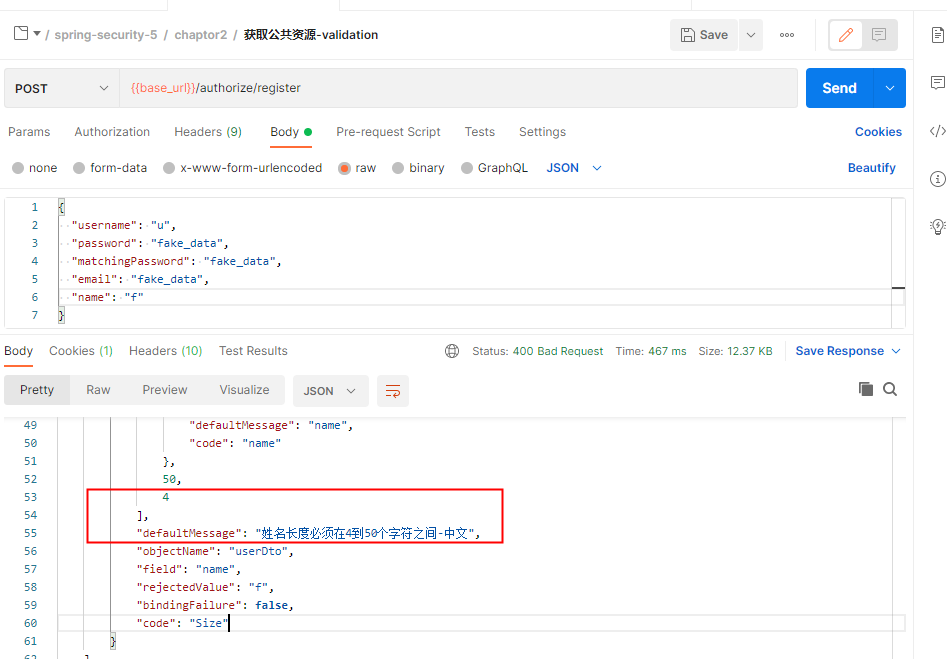 / spring-security-5 / chaptor2 / 获取公共资源-validation
Save
POST
{{base_url}}/authorize/register
Send
Params Authorization Headers (9) Body Pre-request Script Tests Settings Cookies
none form-data x-www-form-urlencoded raw binary GraphQL JSON Beautify
1 {
2 "username": "u",
3 "password": "fake_data",
4 "matchingPassword": "fake_data",
5 "email": "fake_data",
6 "name": "f"
7 }
Body Cookies (1) Headers (10) Test Results Status: 400 Bad Request Time: 467 ms Size: 12.37 KB Save Response
Pretty Raw Preview Visualize JSON
49 "defaultMessage": "name",
50 "code": "name"
51 },
52 50,
53 4
54 ],
55 "defaultMessage": "姓名长度必须在4到50个字符之间-中文",
56 "objectName": "userDto",
57 "field": "name",
58 "rejectedValue": "f",
59 "bindingFailure": false,
60 "code": "Size"
61 }
62 ]